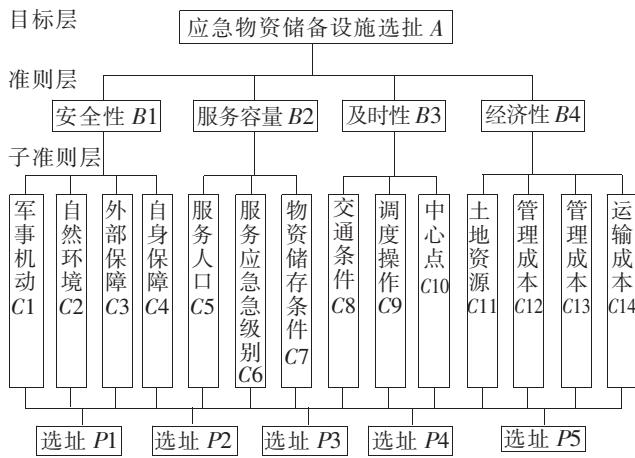 目标层
应急物资储备设施选扯 A
准则层
安全性 B1
服务容量 B2
及时性 B3
经济性 B4
子准则层
军事机动 C1
自然环境 C2
外部保障 C3
自身保障 C4
服务人口 C5
服务应急急级别 C6
物资储存条件 C7
交通条件 C8
调度操作 C9
中心点 C10
土地资源 C11
管理成本 C12
管理成本 C13
运输成本 C14
选址 P1
选址 P2
选址 P3
选址 P4
选址 P5